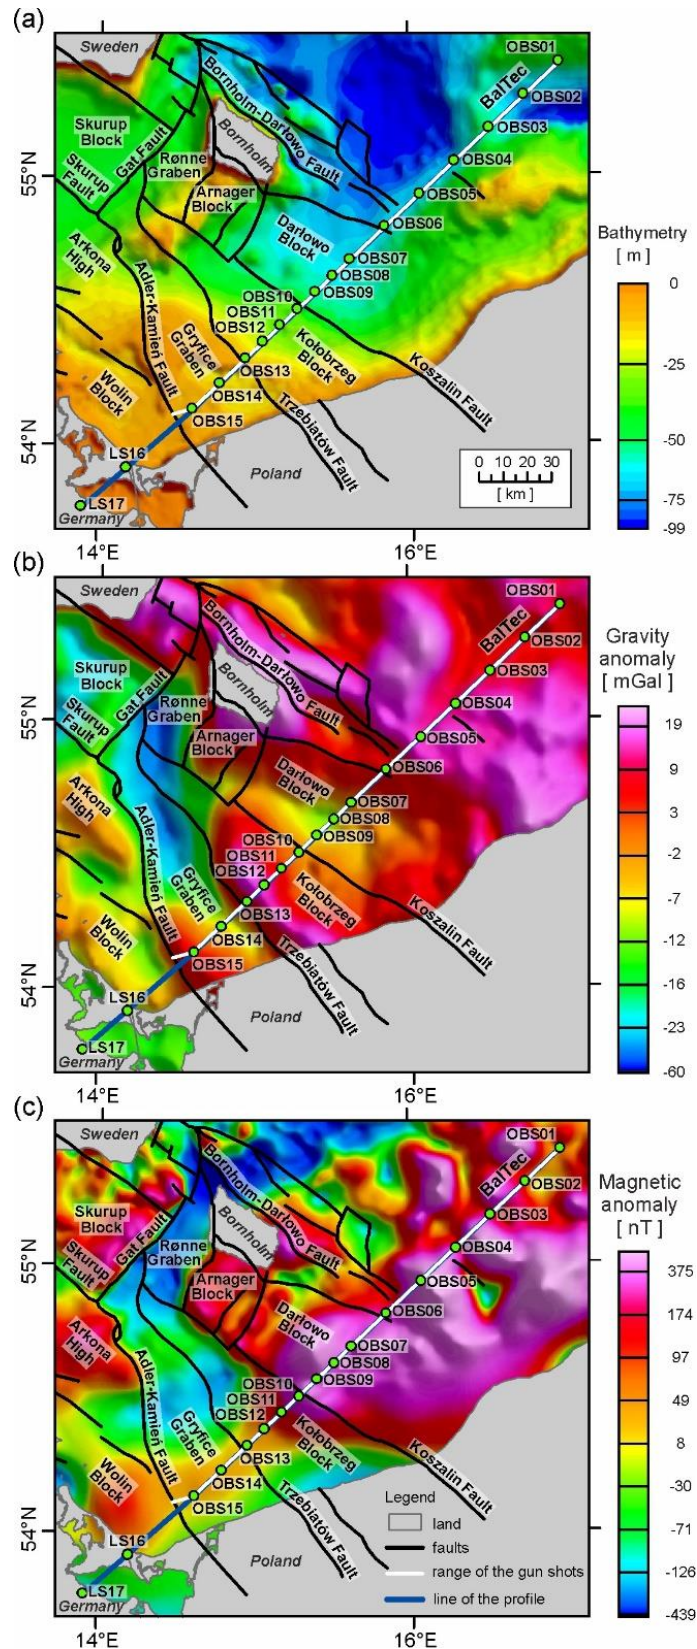 (a)
Sweden
OBS01
BalTec
OBS02
Bornholm-Darłowo Fault
OBS03
Skurup
Block
Gat Fault
Bornholm
OBS04
Rønne
Graben
55°N
Skurup
Fault
Arnager
Block
OBS05
OBS06
Darłowo
Block
Arkona
High
OBS07
OBS08
Adler-Kamień Fault
OBS10
OBS09
OBS11
OBS12
Gryfice
Graben
Kołobrzeg
Block
OBS13
Koszalin Fault
Wolin
Block
OBS14
OBS15
Trzebiatów Fault
54°N
LS16
Poland
LS17
Germany
0 10 20 30
[ km ]
14°E
16°E
Bathymetry
[ m ]
0
-25
-50
-75
-99
(b)
Sweden
OBS01
BalTec
OBS02
Bornholm-Darłowo Fault
OBS03
Skurup
Block
Gat Fault
Bornholm
OBS04
Rønne
Graben
55°N
Skurup
Fault
Arnager
Block
OBS05
OBS06
Darłowo
Block
Arkona
High
OBS07
OBS08
Adler-Kamień Fault
OBS10
OBS09
OBS11
OBS12
Gryfice
Graben
Kołobrzeg
Block
OBS13
Koszalin Fault
Wolin
Block
OBS14
OBS15
Trzebiatów Fault
54°N
LS16
Poland
LS17
Germany
14°E
16°E
Gravity
anomaly
[ mGal ]
19
9
3
-2
-7
-16
-23
-60
(c)
Sweden
OBS01
BalTec
OBS02
Bornholm-Darłowo Fault
OBS03
Skurup
Block
Gat Fault
Bornholm
OBS04
Rønne
Graben
55°N
Skurup
Fault
Arnager
Block
OBS05
OBS06
Darłowo
Block
Arkona
High
OBS07
OBS08
Adler-Kamień Fault
OBS10
OBS09
OBS11
OBS12
Gryfice
Graben
Kołobrzeg
Block
OBS13
Koszalin Fault
Wolin
Block
OBS14
OBS15
Trzebiatów Fault
54°N
LS16
Poland
LS17
Germany
Legend
land
faults
range of the gun shots
line of the profile
14°E
16°E
Magnetic
anomaly
[ nT ]
375
174
97
49
8
-30
-71
-126
-439